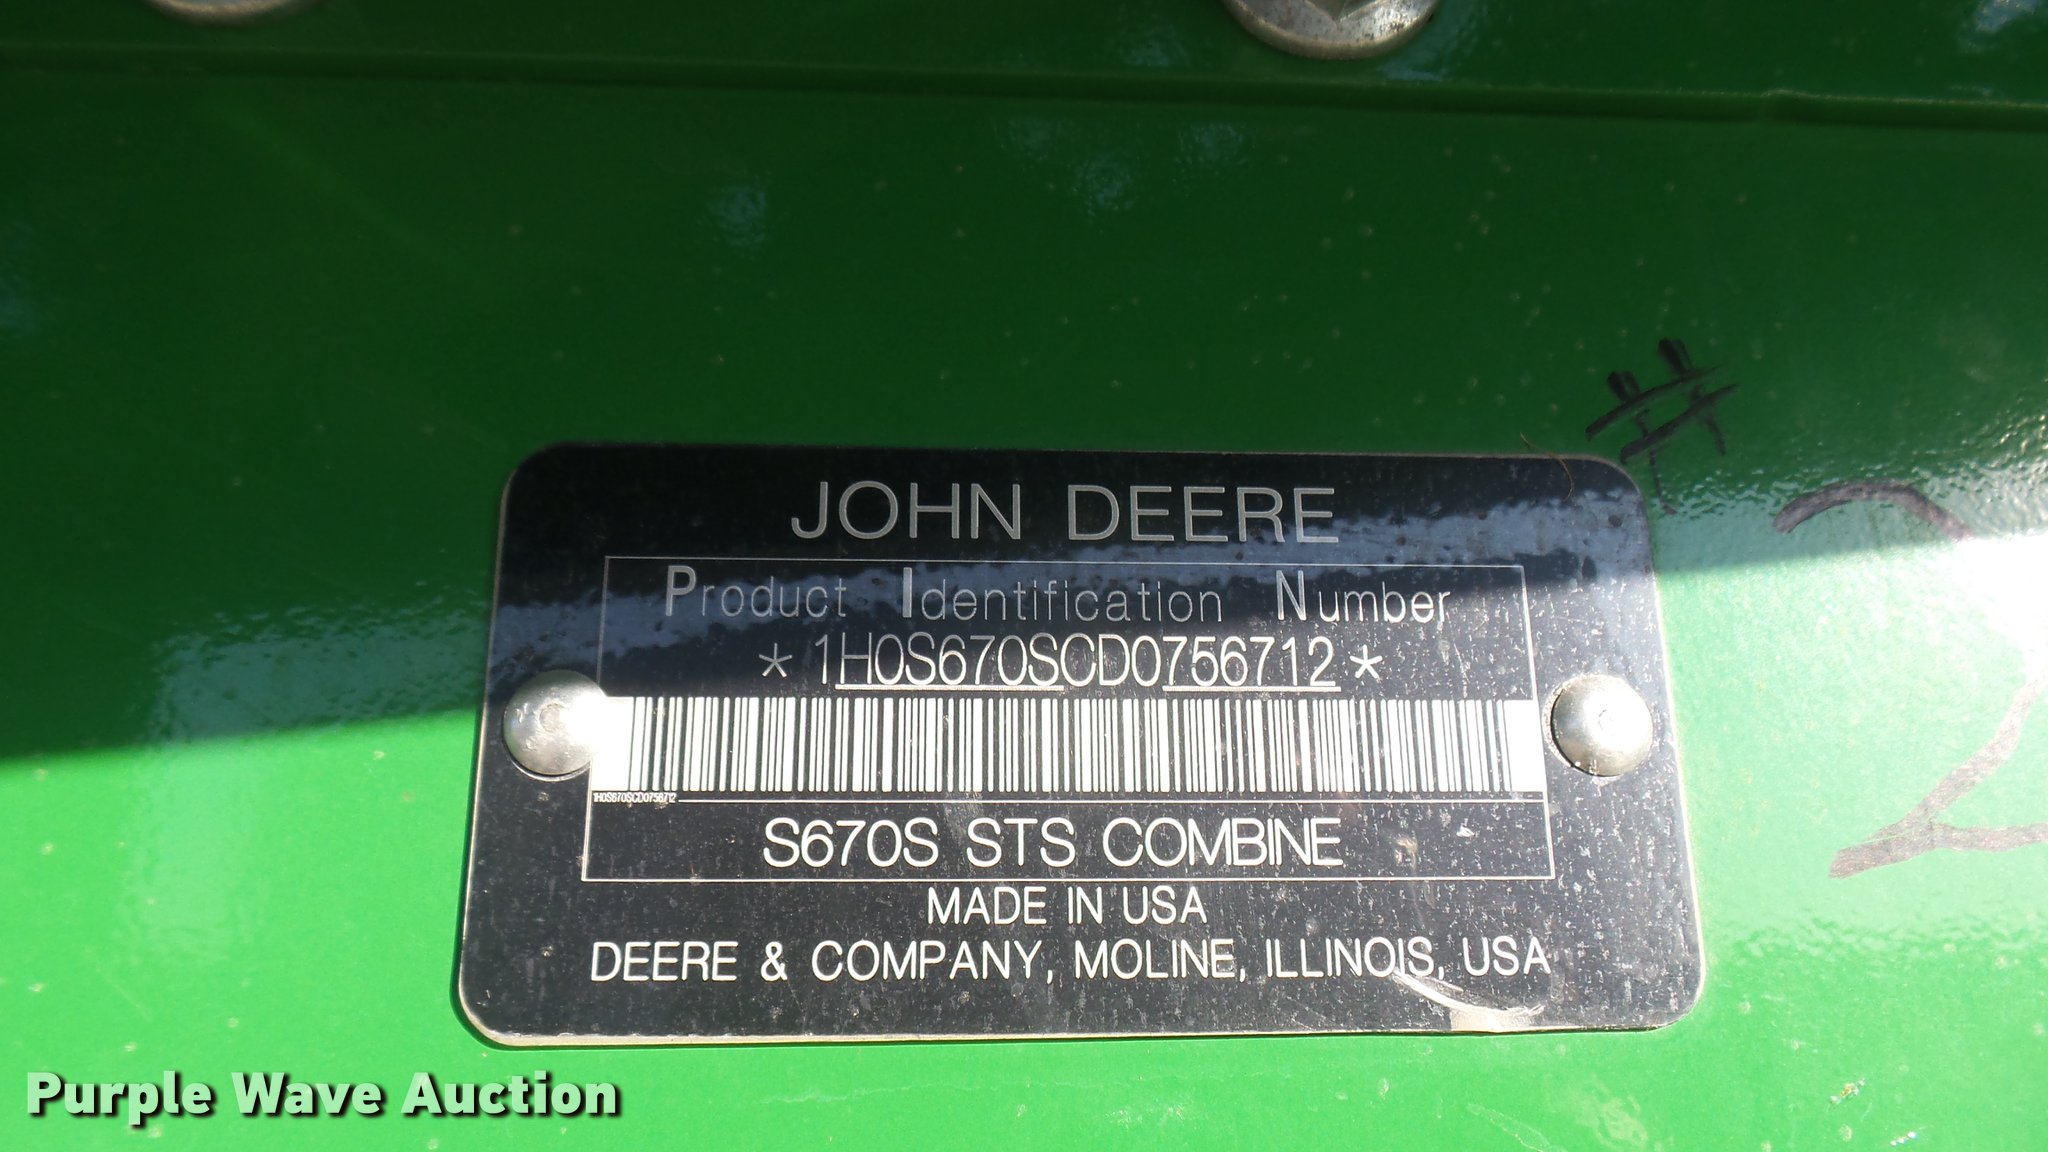 JOHN DEERE
Product Identification Number
*1H0S670SCD0756712*
1H0S670SCD0756712
S670S STS COMBINE
MADE IN USA
DEERE & COMPANY, MOLINE, ILLINOIS, USA
#2
Purple Wave Auction